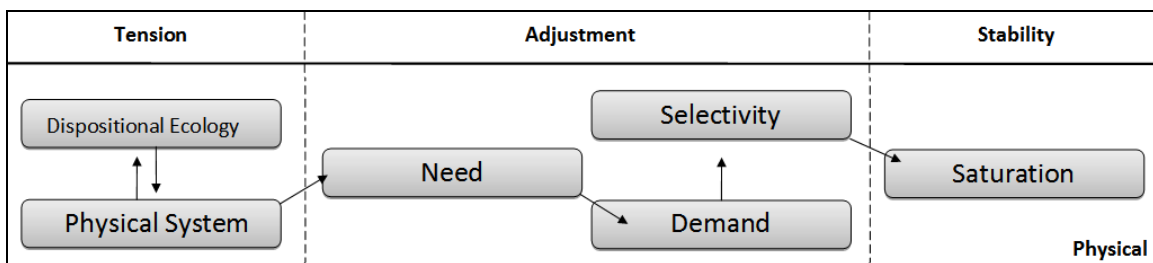 Tension
Adjustment
Stability
Dispositional Ecology
Selectivity
Need
Saturation
Physical System
Demand
Physical